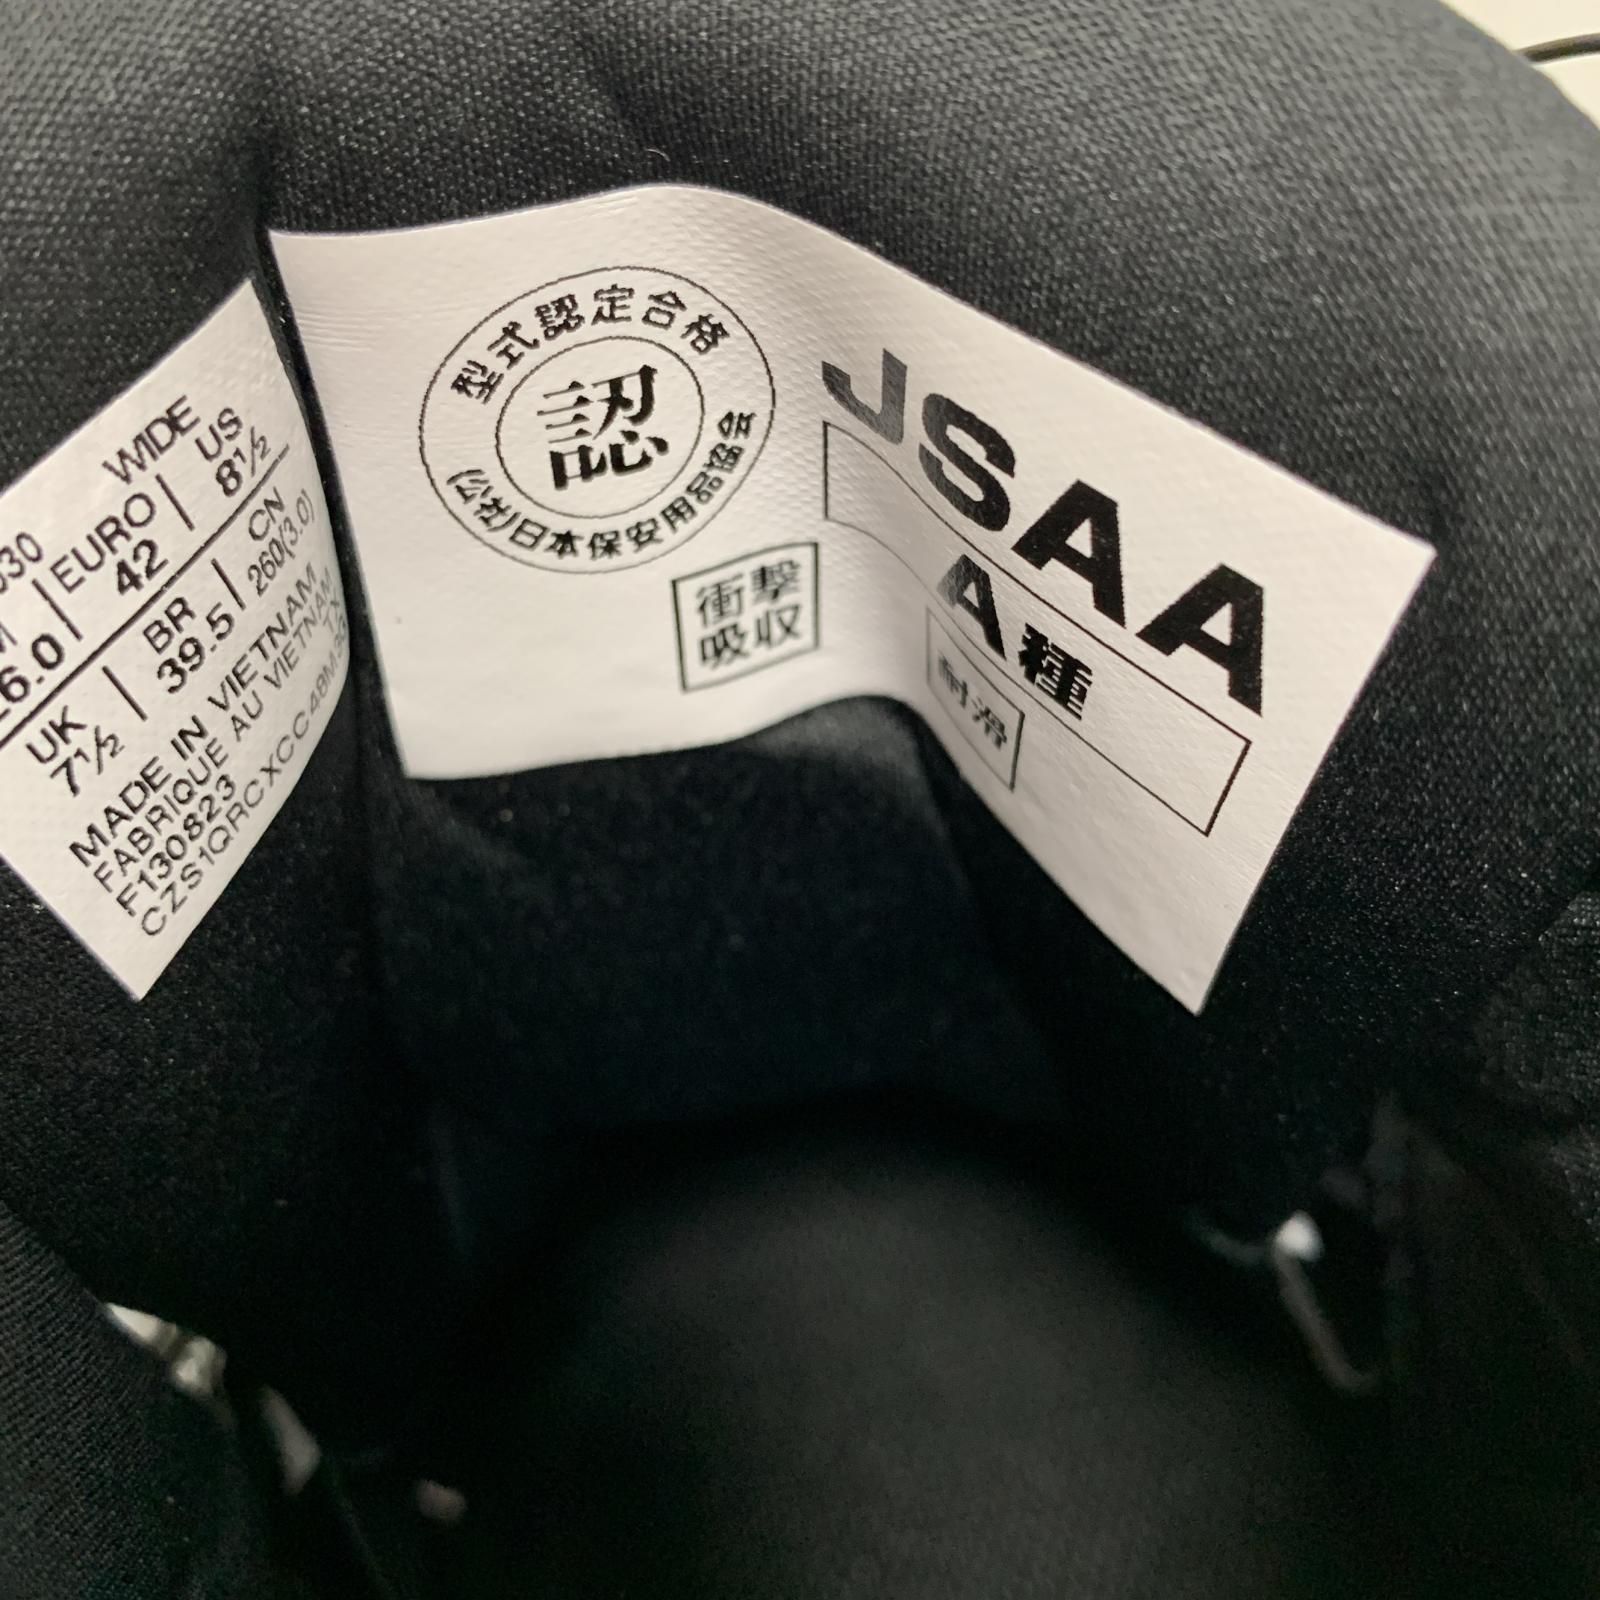 WIDE
EURO
US
42
8½
6.0
BR
CN
39.5
260(3.0)
UK
7½
MADE IN VIETNAM
FABRIQUE AU VIETNAM
F130823
型式認定合格
認
(公社)日本保安用品協会
衝撃
吸収
JSAA
A種
耐滑